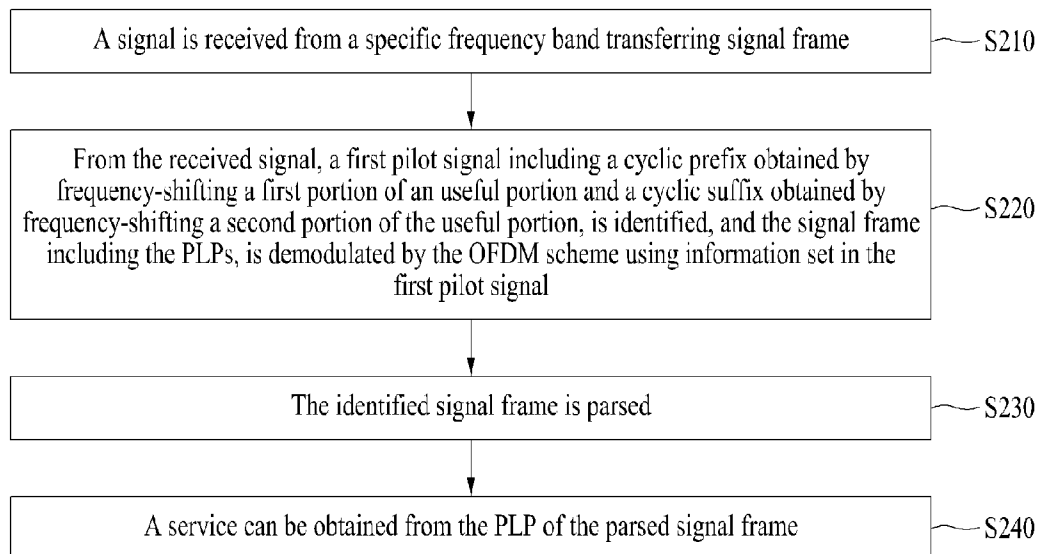 A signal is received from a specific frequency band transferring signal frame
S210
From the received signal, a first pilot signal including a cyclic prefix obtained by
frequency-shifting a first portion of an useful portion and a cyclic suffix obtained by
frequency-shifting a second portion of the useful portion, is identified, and the signal frame
including the PLPs, is demodulated by the OFDM scheme using information set in the
first pilot signal
S220
The identified signal frame is parsed
S230
A service can be obtained from the PLP of the parsed signal frame
S240